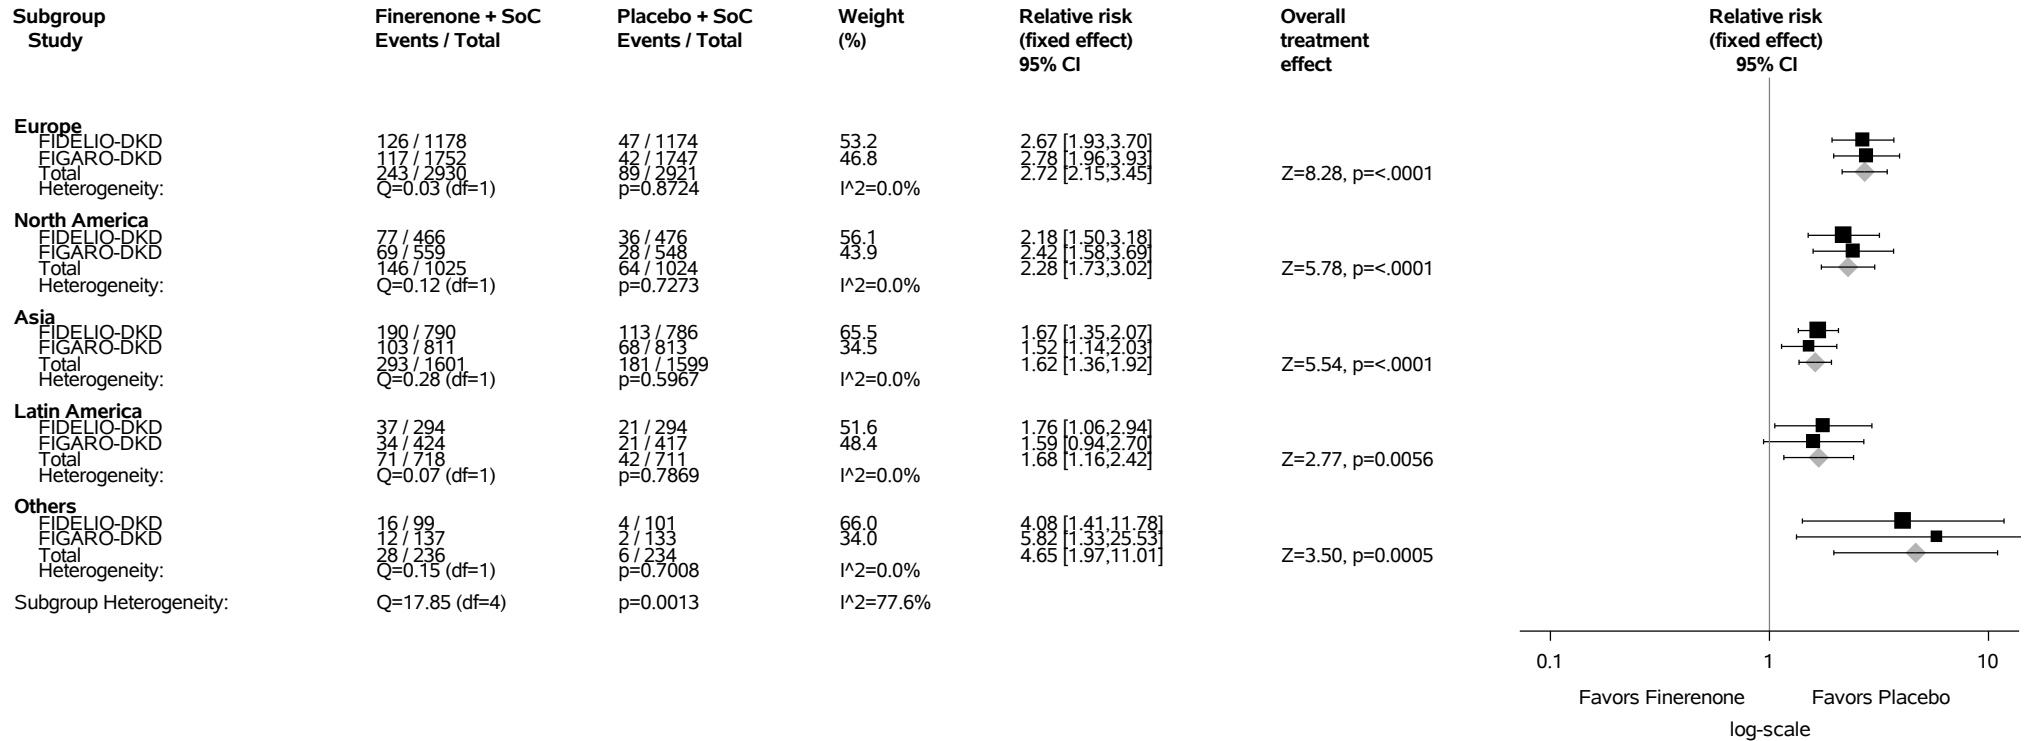 Subgroup Finerenone + SoC Placebo + SoC Weight Relative risk Overall Relative risk
Study Events / Total Events / Total (%) (fixed effect) treatment (fixed effect)
95% CI effect 95% CI
Europe
FIDELIO-DKD 126 / 1178 47 / 1174 53.2 2.67 [1.93,3.70]
FIGARO-DKD 117 / 1752 42 / 1747 46.8 2.78 [1.96,3.93]
Total 243 / 2930 89 / 2921 2.72 [2.15,3.45] Z=8.28, p=<.0001
Heterogeneity: Q=0.03 (df=1) p=0.8724 I^2=0.0%
North America
FIDELIO-DKD 77 / 466 36 / 476 56.1 2.18 [1.50,3.18]
FIGARO-DKD 69 / 559 28 / 548 43.9 2.42 [1.58,3.69]
Total 146 / 1025 64 / 1024 2.28 [1.73,3.02] Z=5.78, p=<.0001
Heterogeneity: Q=0.12 (df=1) p=0.7273 I^2=0.0%
Asia
FIDELIO-DKD 190 / 790 113 / 786 65.5 1.67 [1.35,2.07]
FIGARO-DKD 103 / 811 68 / 813 34.5 1.52 [1.14,2.03]
Total 293 / 1601 181 / 1599 1.62 [1.36,1.92] Z=5.54, p=<.0001
Heterogeneity: Q=0.28 (df=1) p=0.5967 I^2=0.0%
Latin America
FIDELIO-DKD 37 / 294 21 / 294 51.6 1.76 [1.06,2.94]
FIGARO-DKD 34 / 424 21 / 417 48.4 1.59 [0.94,2.70]
Total 71 / 718 42 / 711 1.68 [1.16,2.42] Z=2.77, p=0.0056
Heterogeneity: Q=0.07 (df=1) p=0.7869 I^2=0.0%
Others
FIDELIO-DKD 16 / 99 4 / 101 66.0 4.08 [1.41,11.78]
FIGARO-DKD 12 / 137 2 / 133 34.0 5.82 [1.33,25.53]
Total 28 / 236 6 / 234 4.65 [1.97,11.01] Z=3.50, p=0.0005
Heterogeneity: Q=0.15 (df=1) p=0.7008 I^2=0.0%
Subgroup Heterogeneity: Q=17.85 (df=4) p=0.0013 I^2=77.6%
0.1 1 10
Favors Finerenone Favors Placebo
log-scale